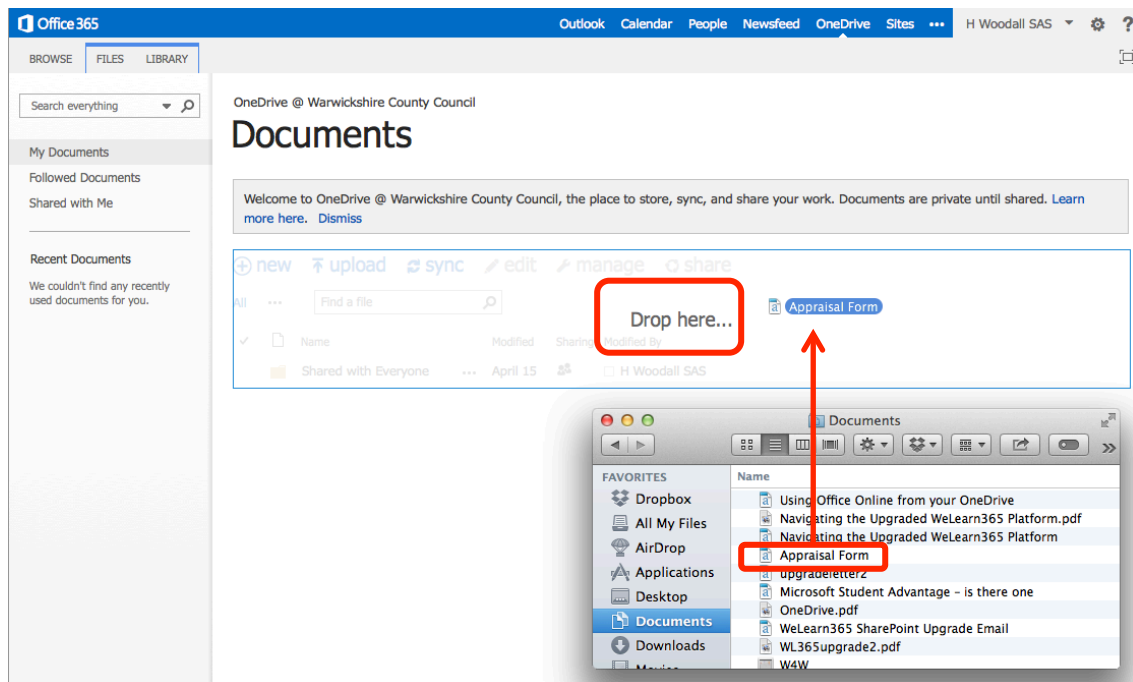 Office 365
Outlook Calendar People Newsfeed OneDrive Sites ••• H Woodall SAS ?
BROWSE FILES LIBRARY
Search everything
My Documents
Followed Documents
Shared with Me
Recent Documents
We couldn't find any recently
used documents for you.
OneDrive @ Warwickshire County Council
Documents
Welcome to OneDrive @ Warwickshire County Council, the place to store, sync, and share your work. Documents are private until shared. Learn
more here. Dismiss
new upload sync edit manage share
All ••• Find a file
Drop here...
Appraisal Form
Name Modified Sharing Modified By
Shared with Everyone ••• April 15 H Woodall SAS
Documents
FAVORITES
Dropbox
All My Files
AirDrop
Applications
Desktop
Documents
Downloads
Movies
Name
Using Office Online from your OneDrive
Navigating the Upgraded WeLearn365 Platform.pdf
Navigating the Upgraded WeLearn365 Platform
Appraisal Form
upgradeletter2
Microsoft Student Advantage – is there one
OneDrive.pdf
WeLearn365 SharePoint Upgrade Email
WL365upgrade2.pdf
W4W